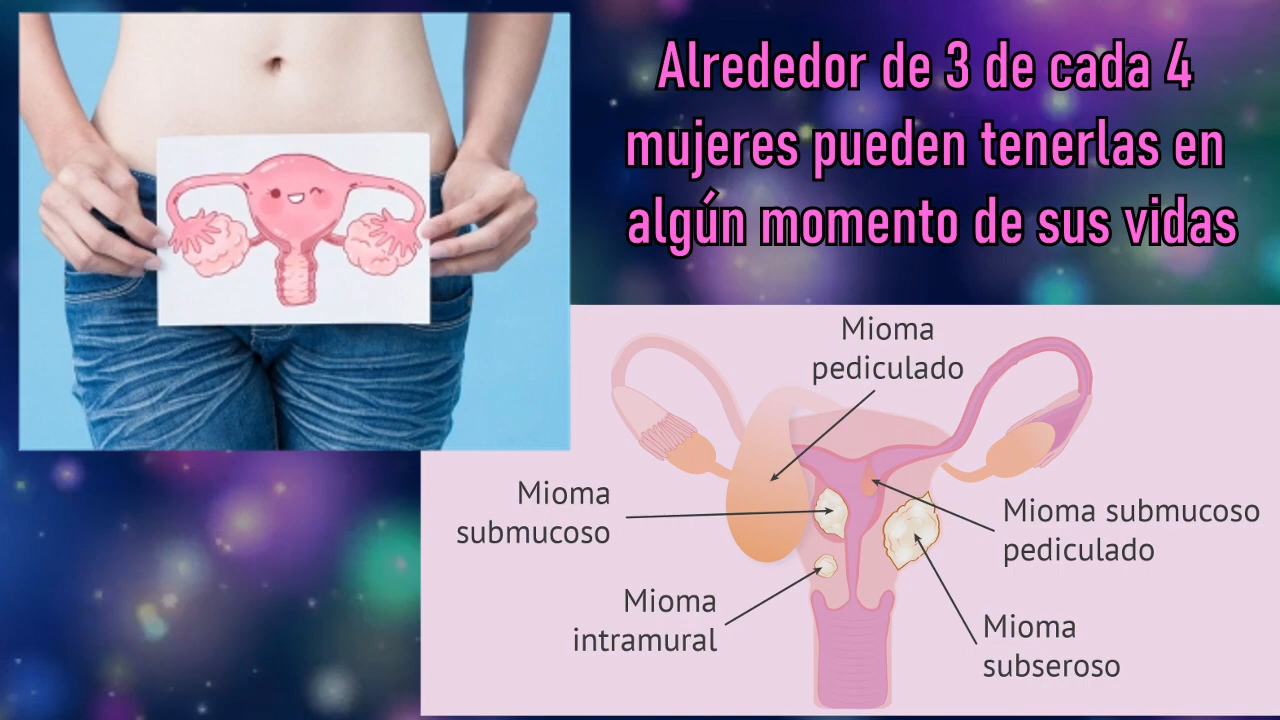 Alrededor de 3 de cada 4
mujeres pueden tenerlas en
algún momento de sus vidas
Mioma
pediculado
Mioma
submucoso
Mioma submucoso
pediculado
Mioma
intramural
Mioma
subseroso